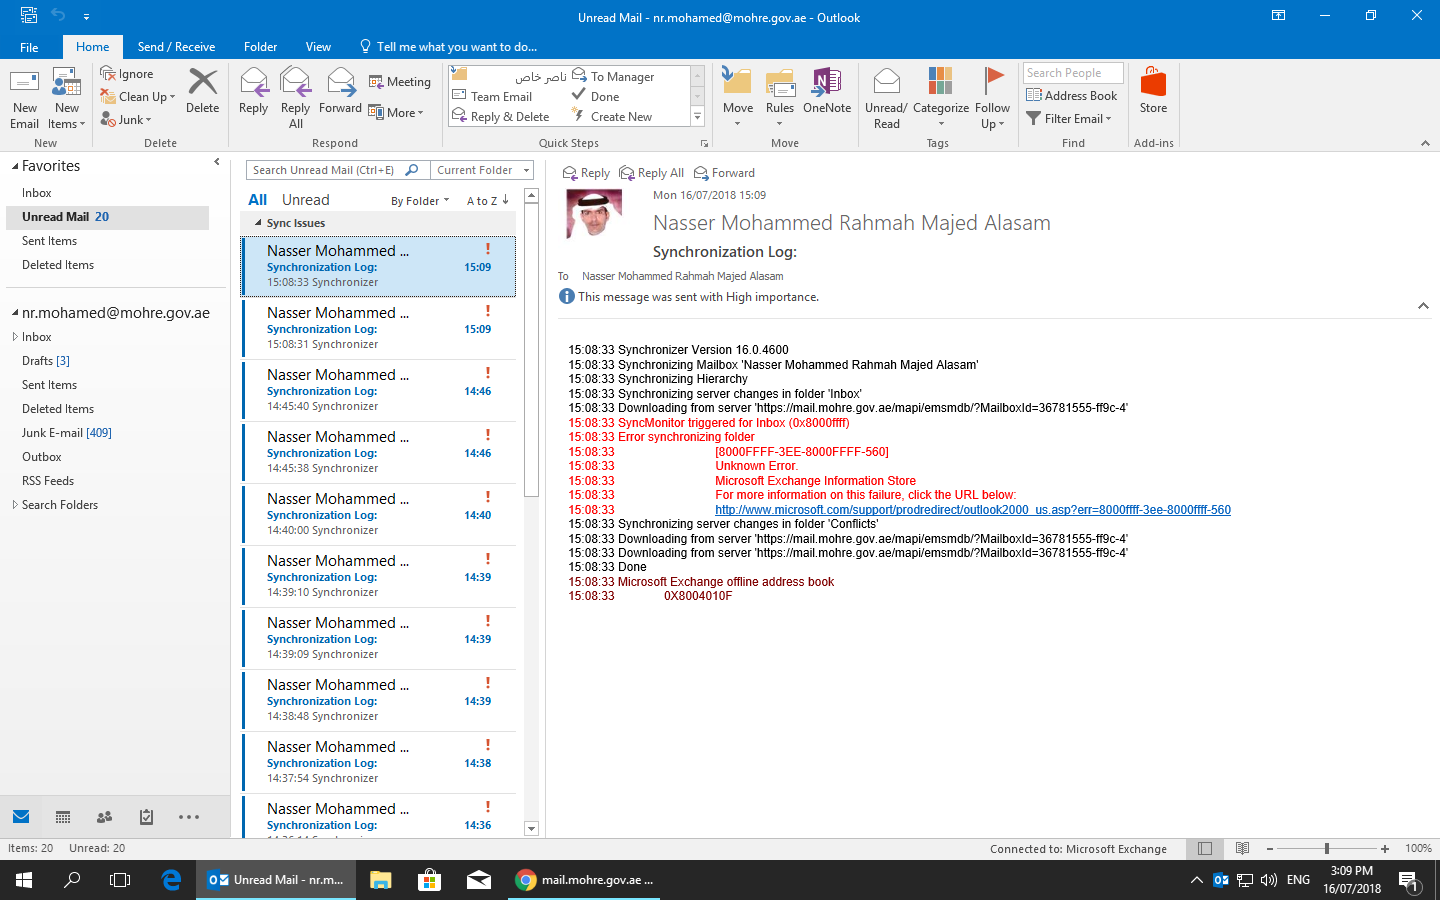 Unread Mail - nr.mohamed@mohre.gov.ae - Outlook
File Home Send / Receive Folder View Tell me what you want to do...
New Email
New Items
New
Ignore
Clean Up
Junk
Delete
Delete
Reply
Reply All
Forward
Meeting
More
Respond
ناصر خاص
Team Email
Reply & Delete
To Manager
Done
Create New
Quick Steps
Move
Rules
OneNote
Move
Unread/ Read
Categorize
Follow Up
Tags
Search People
Address Book
Filter Email
Find
Store
Add-ins
Favorites
Inbox
Unread Mail 20
Sent Items
Deleted Items
nr.mohamed@mohre.gov.ae
Inbox
Drafts [3]
Sent Items
Deleted Items
Junk E-mail [409]
Outbox
RSS Feeds
Search Folders
Search Unread Mail (Ctrl+E) Current Folder
All Unread By Folder A to Z
Sync Issues
Nasser Mohammed ... !
Synchronization Log: 15:09
15:08:33 Synchronizer
Nasser Mohammed ... !
Synchronization Log: 15:09
15:08:31 Synchronizer
Nasser Mohammed ... !
Synchronization Log: 14:46
14:45:40 Synchronizer
Nasser Mohammed ... !
Synchronization Log: 14:46
14:45:38 Synchronizer
Nasser Mohammed ... !
Synchronization Log: 14:40
14:40:00 Synchronizer
Nasser Mohammed ... !
Synchronization Log: 14:39
14:39:10 Synchronizer
Nasser Mohammed ... !
Synchronization Log: 14:39
14:39:09 Synchronizer
Nasser Mohammed ... !
Synchronization Log: 14:39
14:38:48 Synchronizer
Nasser Mohammed ... !
Synchronization Log: 14:38
14:37:54 Synchronizer
Nasser Mohammed ... !
Synchronization Log: 14:36
Reply Reply All Forward
Mon 16/07/2018 15:09
Nasser Mohammed Rahmah Majed Alasam
Synchronization Log:
To Nasser Mohammed Rahmah Majed Alasam
This message was sent with High importance.
15:08:33 Synchronizer Version 16.0.4600
15:08:33 Synchronizing Mailbox 'Nasser Mohammed Rahmah Majed Alasam'
15:08:33 Synchronizing Hierarchy
15:08:33 Synchronizing server changes in folder 'Inbox'
15:08:33 Downloading from server 'https://mail.mohre.gov.ae/mapi/emsmdb/?MailboxId=36781555-ff9c-4'
15:08:33 SyncMonitor triggered for Inbox (0x8000ffff)
15:08:33 Error synchronizing folder
15:08:33 [8000FFFF-3EE-8000FFFF-560]
15:08:33 Unknown Error.
15:08:33 Microsoft Exchange Information Store
15:08:33 For more information on this failure, click the URL below:
15:08:33 http://www.microsoft.com/support/prodredirect/outlook2000_us.asp?err=8000ffff-3ee-8000ffff-560
15:08:33 Synchronizing server changes in folder 'Conflicts'
15:08:33 Downloading from server 'https://mail.mohre.gov.ae/mapi/emsmdb/?MailboxId=36781555-ff9c-4'
15:08:33 Downloading from server 'https://mail.mohre.gov.ae/mapi/emsmdb/?MailboxId=36781555-ff9c-4'
15:08:33 Done
15:08:33 Microsoft Exchange offline address book
15:08:33 0X8004010F
Items: 20 Unread: 20 Connected to: Microsoft Exchange 100%
Unread Mail - nr.m... mail.mohre.gov.ae ... ENG 3:09 PM
16/07/2018
1